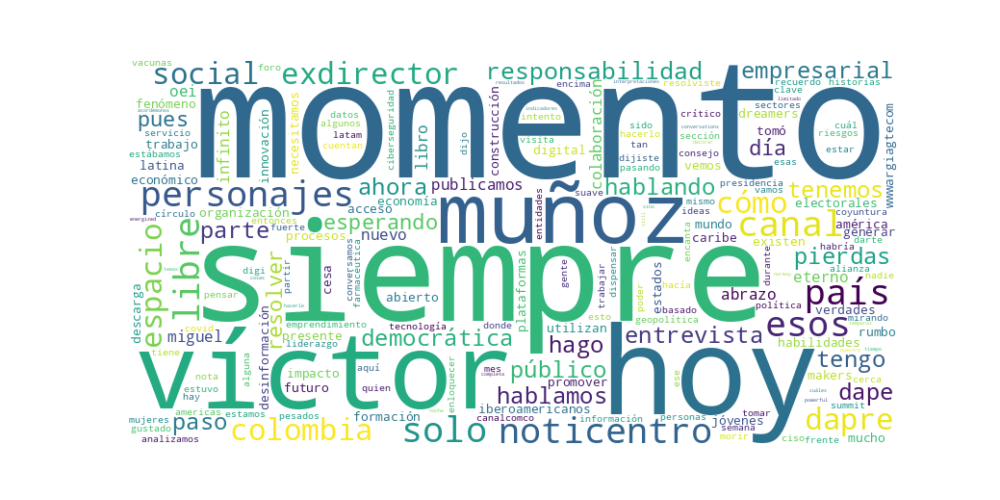 momento
siempre
hoy
víctor
muñoz
social
exdirector
responsabilidad
empresarial
personajes
canal
país
esos
colombia
solo
noticentro
dapre
dape
espacio
libre
pues
oei
fenómeno
servicio
trabajo
estábamos
latina
económico
vacunas
foro
infinito
innovación
necesitamos
datos
algunos
latam
cuentan
ciberseguridad
libro
dijo
construcción
encima
indicadores
intento
visita
digital
colaboración
sido
hacerlo
tan
dijiste
pasando
resolviste
crítico
conversations
sección
consejo
vemos
dreamers
recuerdo
historias
clave
limitado
sectores
tomó
día
cuál
riesgos
estar
esas
wwwargiagtecom
ahora
publicamos
economía
acceso
esperando
nuevo
parte
círculo
organización
entonces
fuerte
procesos
hablando
suave
entidades
mismo
ideas
presidencia
vamos
cómo
tenemos
electorales
coyuntura
américa
generar
mundo
caribe
existen
habría
darte
pierdas
alianza
eterno
nadie
durante
política
abrazo
verdades
mirando
rumbo
encanta
estados
geopolítica
basado
hacía
poder
dispensar
trabajar
gente
plataformas
esto
utilizan
entrevista
habilidades
tengo
makers
cerca
summit
jóvenes
tomar
semana
morir
ciso
frente
mucho
personas
información
ese
promover
público
hago
hablamos
iberoamericanos
canalcomco
formación
enloquecer
mes
donde
democrática
tecnología
abierto
presente
liderazgo
emprendimiento
aquí
quien
impacto
futuro
pesados
desinformación
resolver
alguna
nota
estuvo
hay
miguel
covid
tiene
pensar
descarga
digi
partir
cesa
conversamos
farmacéutica
americas
estamos
mujeres
gustado
paso
analizamos
energized
powerful